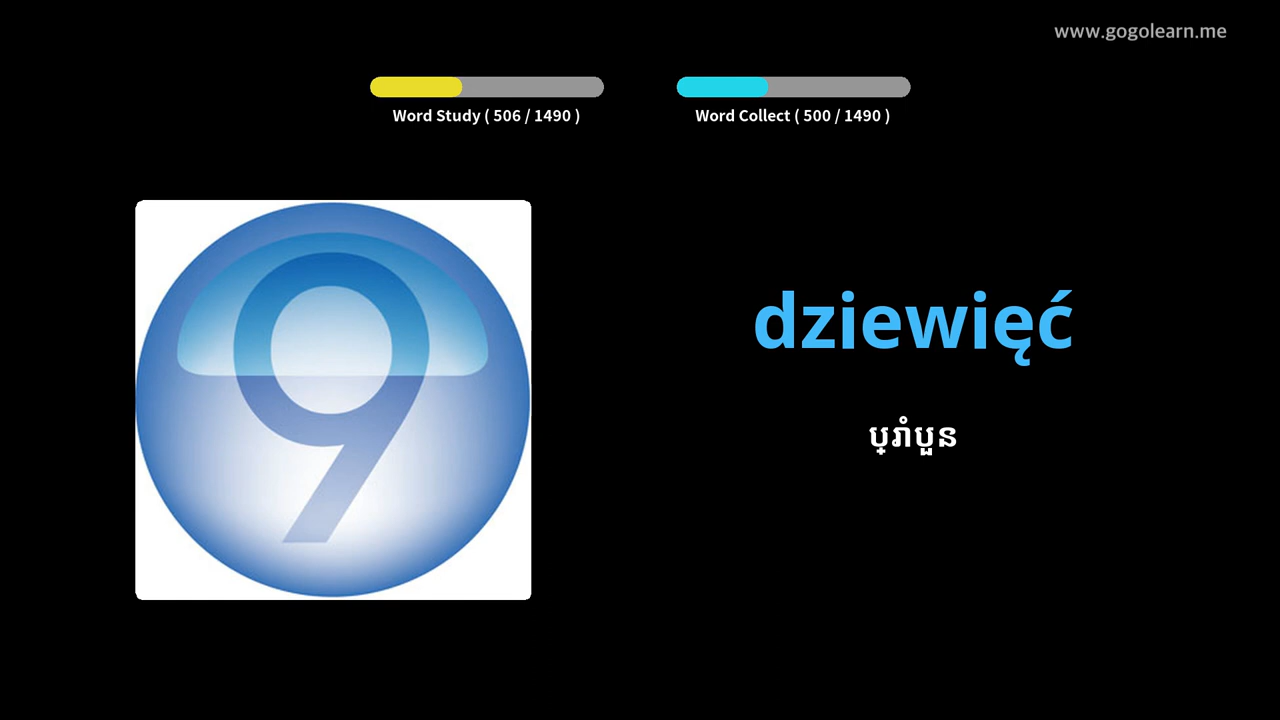 www.gogolearn.me
Word Study ( 506 / 1490 )
Word Collect ( 500 / 1490 )
9
dziewięć
ប្រាំបួន